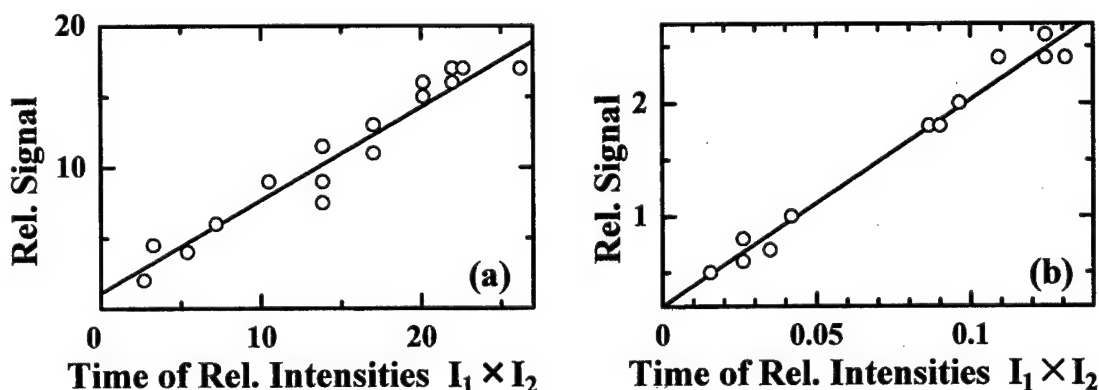 20
10
Rel. Signal
(a)
0
10
20
Time of Rel. Intensities I₁ × I₂
2
1
Rel. Signal
(b)
0
0.05
0.1
Time of Rel. Intensities I₁ × I₂